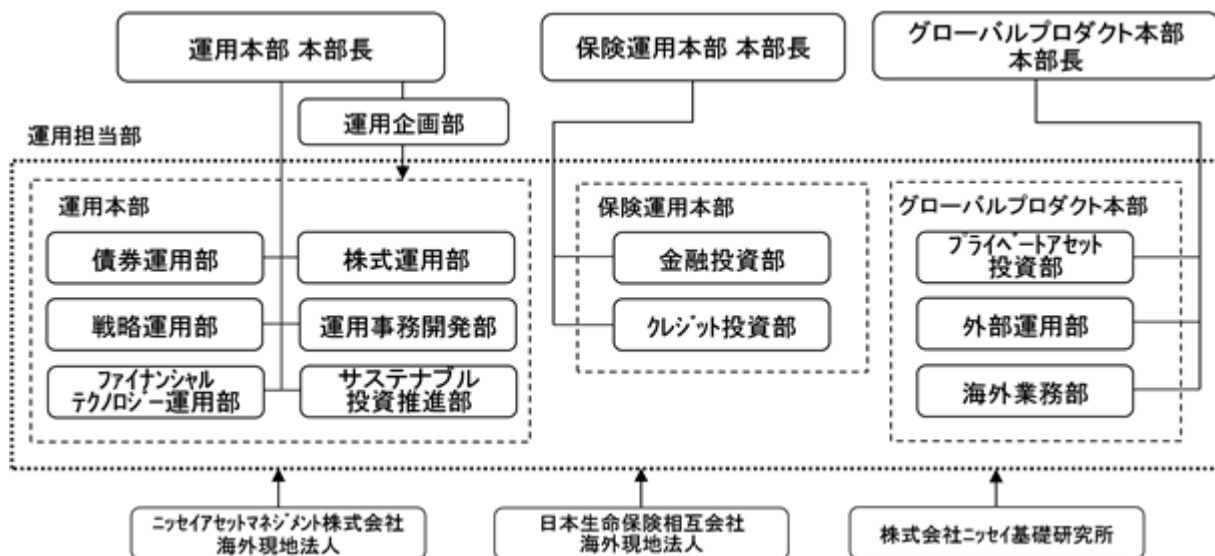 運用本部 本部長
保険運用本部 本部長
グローバルプロダクト本部
本部長
運用企画部
運用担当部
運用本部
保険運用本部
グローバルプロダクト本部
債券運用部
株式運用部
金融投資部
プライベートアセット
投資部
戦略運用部
運用事務開発部
クレジット投資部
外部運用部
ファイナンシャル
テクノロジー運用部
サステナブル
投資推進部
海外業務部
ニッセイアセットマネジメント株式会社
海外現地法人
日本生命保険相互会社
海外現地法人
株式会社ニッセイ基礎研究所